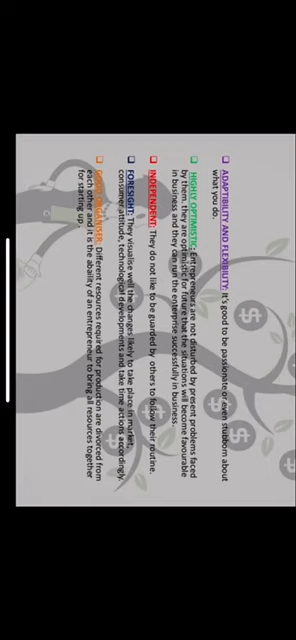 ❑ ADAPTIBILITY AND FLEXIBILITY: It's good to be passionate or even stubborn about
what you do.
❑ HIGHLY OPTIMISTIC: Entrepreneurs are not disturbed by present problems faced
by them, they are optimistic for future that the situations will become favourable
in business and they can run the enterprise successfully in business.
❑ INDEPENDENT: They do not like to be guarded by others to follow their routine.
❑ FORESIGHT: They visualise well the changes likely to take place in market,
consumer attitude, technological developments and take time actions accordingly.
❑ GOOD ORGANISER: Different resources required for production are divorced from
each other and it is the ability of an entrepreneur to bring all resources together
for starting up.